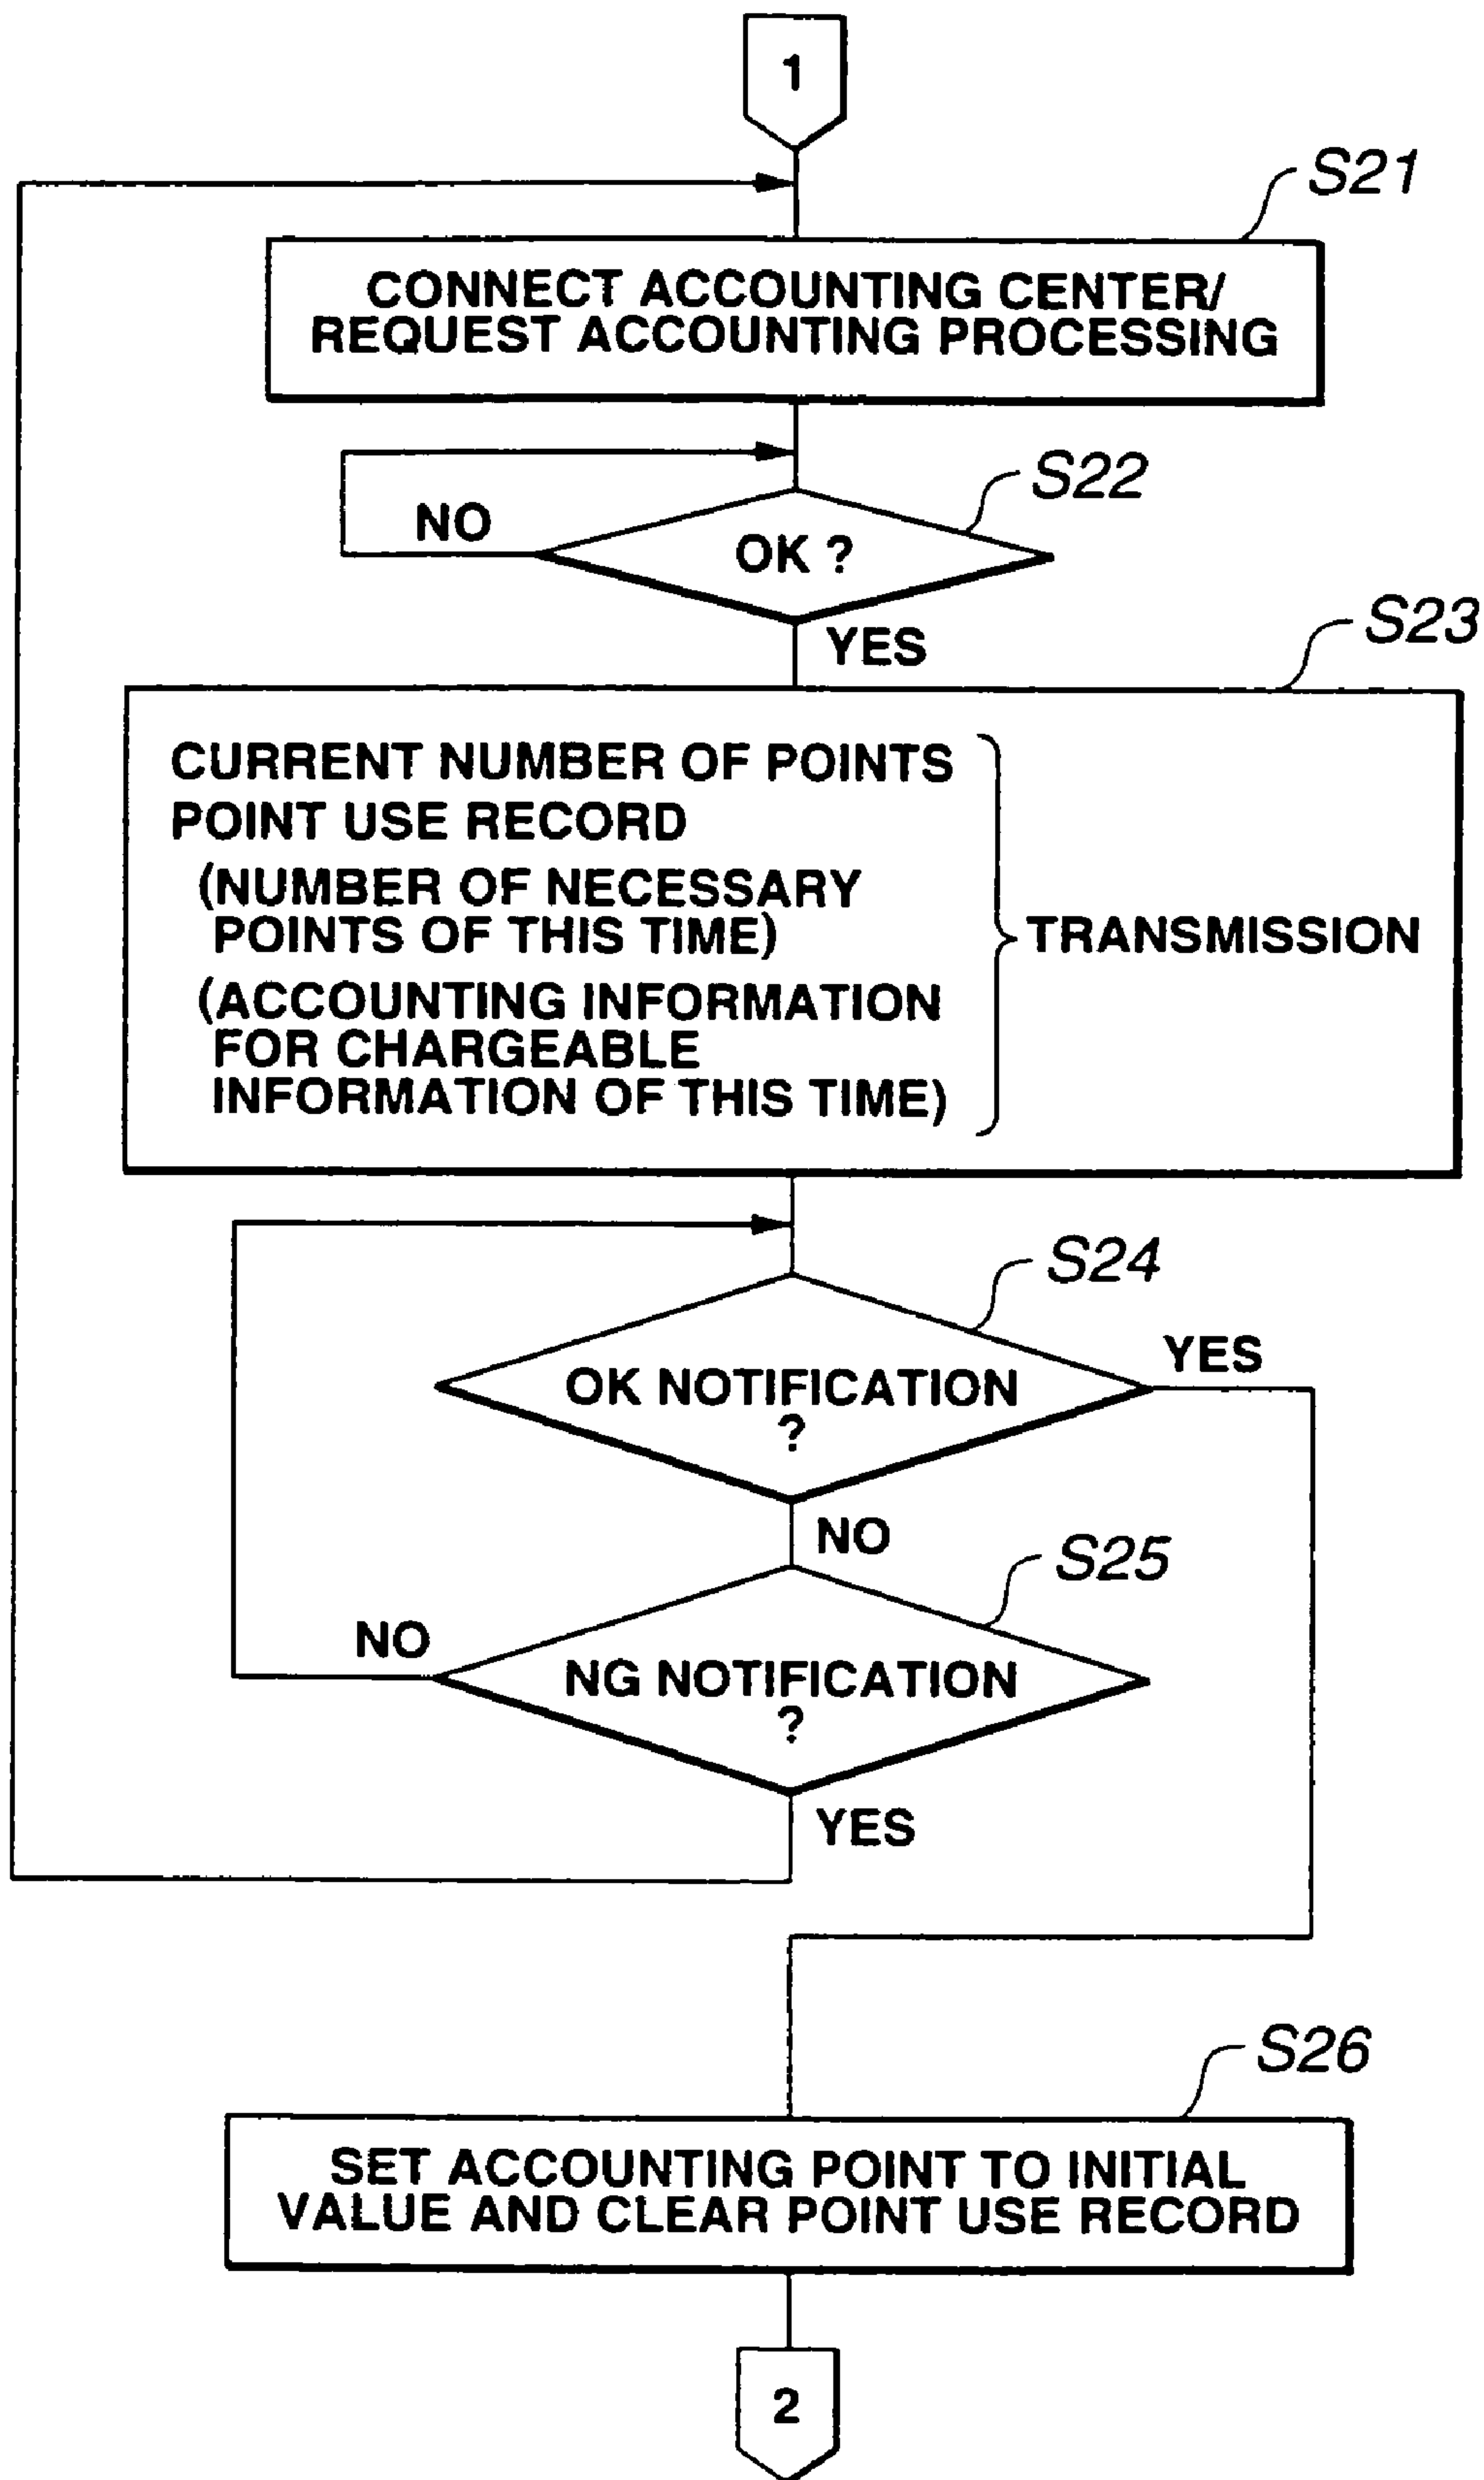 1
S21
CONNECT ACCOUNTING CENTER/
REQUEST ACCOUNTING PROCESSING
S22
NO
OK ?
YES
S23
CURRENT NUMBER OF POINTS
POINT USE RECORD
(NUMBER OF NECESSARY
POINTS OF THIS TIME)
TRANSMISSION
(ACCOUNTING INFORMATION
FOR CHARGEABLE
INFORMATION OF THIS TIME)
S24
YES
OK NOTIFICATION
?
NO
S25
NO
NG NOTIFICATION
?
YES
S26
SET ACCOUNTING POINT TO INITIAL
VALUE AND CLEAR POINT USE RECORD
2